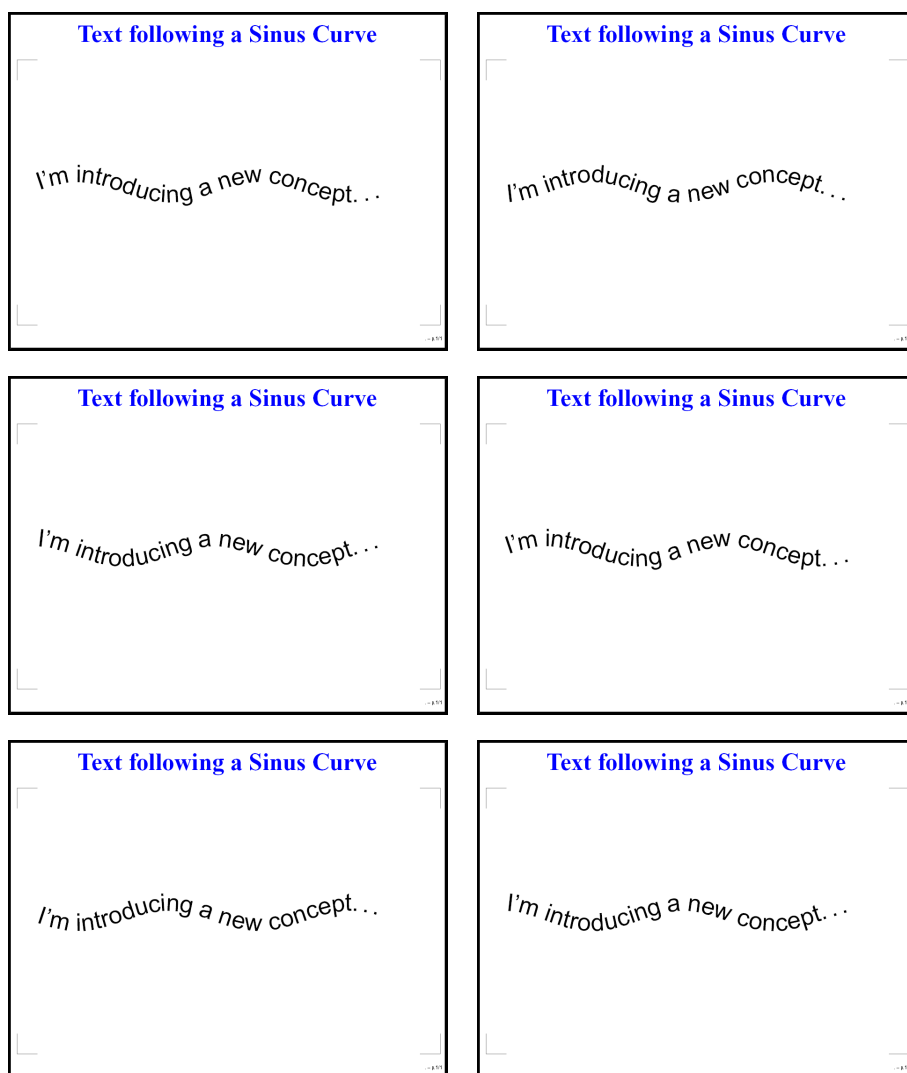 Text following a Sinus Curve
I'm introducing a new concept. . .
Text following a Sinus Curve
I'm introducing a new concept. . .
Text following a Sinus Curve
I'm introducing a new concept. . .
Text following a Sinus Curve
I'm introducing a new concept. . .
Text following a Sinus Curve
I'm introducing a new concept. . .
Text following a Sinus Curve
I'm introducing a new concept. . .